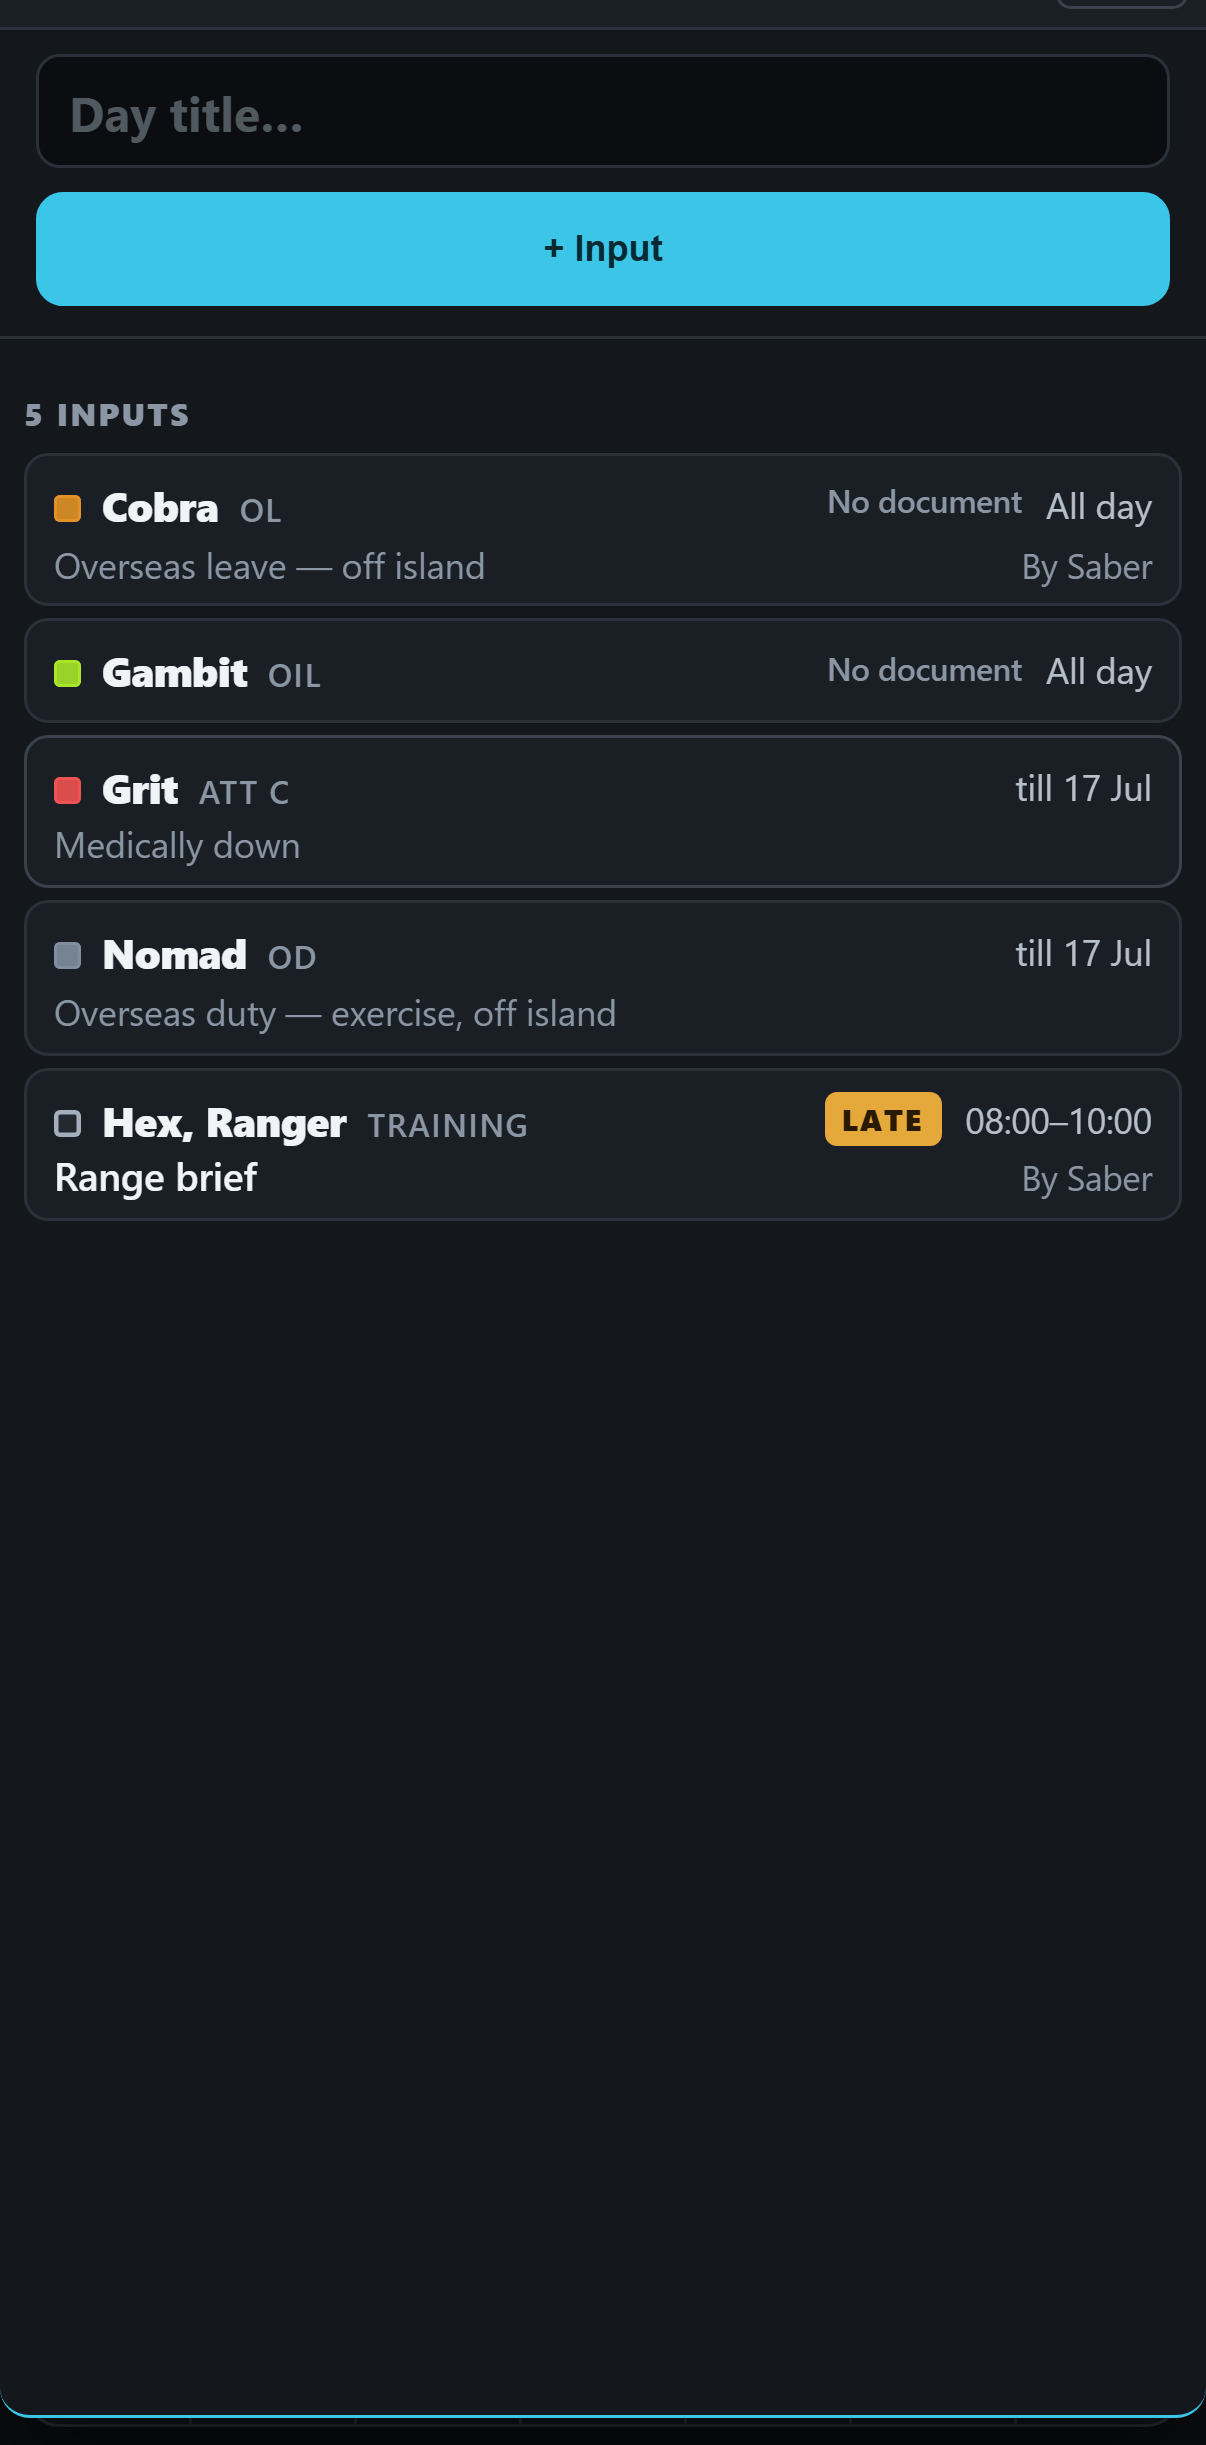 Day title...
+ Input
5 INPUTS
Cobra OL No document All day
Overseas leave — off island By Saber
Gambit OIL No document All day
Grit ATT C till 17 Jul
Medically down
Nomad OD till 17 Jul
Overseas duty — exercise, off island
Hex, Ranger TRAINING LATE 08:00–10:00
Range brief By Saber